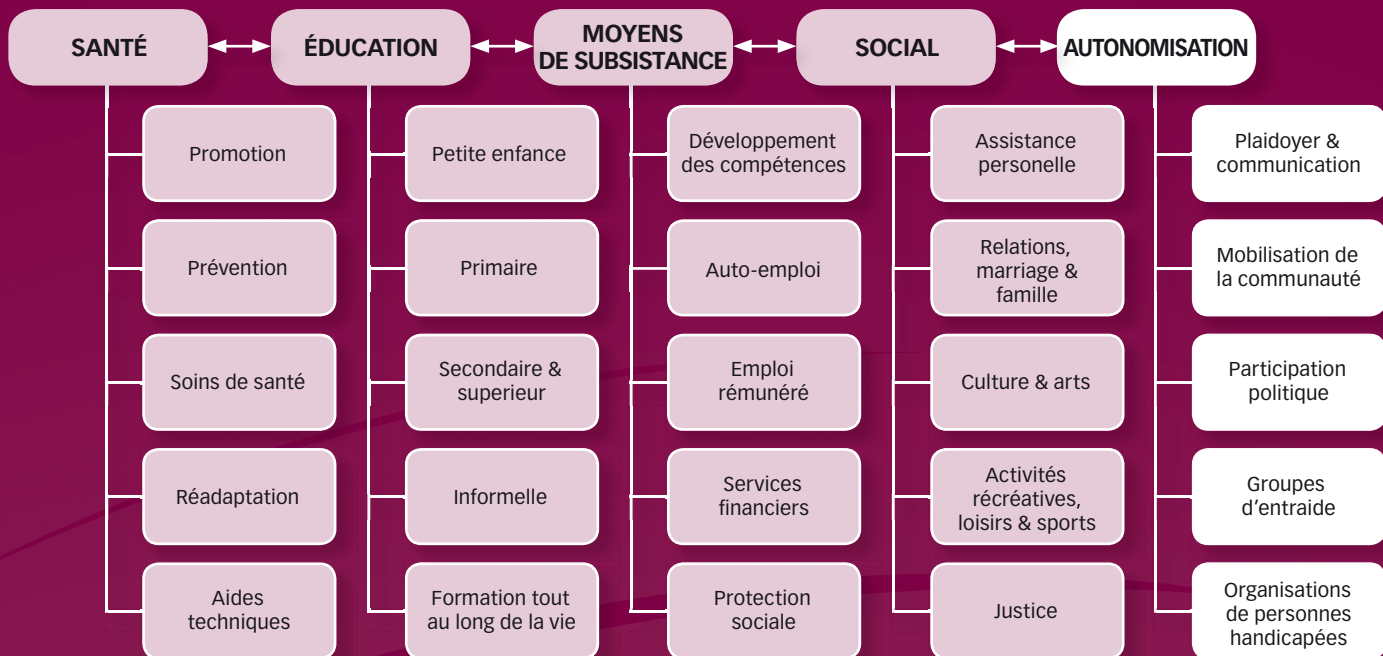 SANTÉ
ÉDUCATION
MOYENS
DE SUBSISTANCE
SOCIAL
AUTONOMISATION
Promotion
Prévention
Soins de santé
Réadaptation
Aides
techniques
Petite enfance
Primaire
Secondaire &
superieur
Informelle
Formation tout
au long de la vie
Développement
des compétences
Auto-emploi
Emploi
rémunéré
Services
financiers
Protection
sociale
Assistance
personelle
Relations,
marriage &
famille
Culture & arts
Activités
récréatives,
loisirs & sports
Justice
Plaidoyer &
communication
Mobilisation de
la communauté
Participation
politique
Groupes
d’entraide
Organisations
de personnes
handicapées